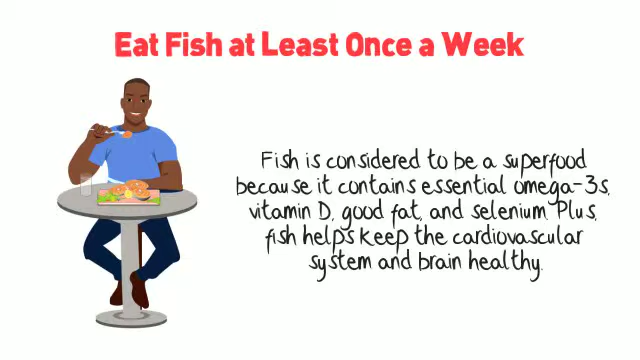 Eat Fish at Least Once a Week
Fish is considered to be a superfood
because it contains essential omega-3s,
vitamin D, good fat, and selenium. Plus,
fish helps keep the cardiovascular
system and brain healthy.